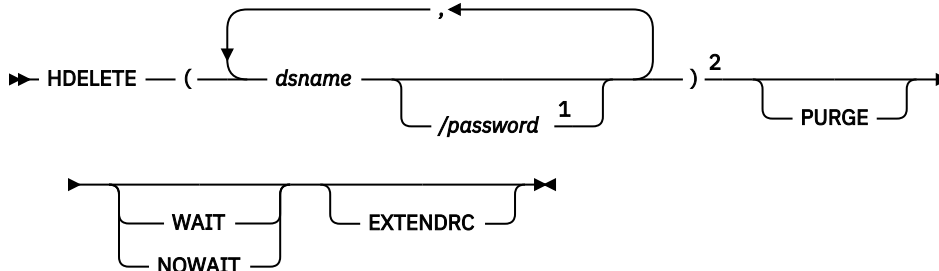 ,
HDELETE ( dsname ) 2 PURGE
/password 1
WAIT EXTENDRC
NOWAIT